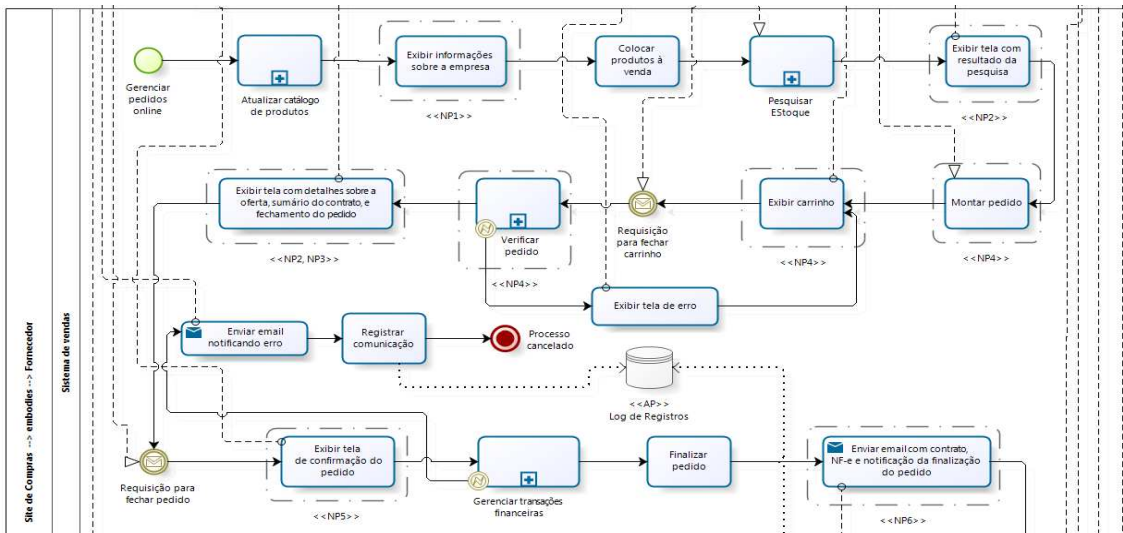 Site de Compras ---> embodies --> Fornecedor
Sistema de vendas
Gerenciar
pedidos
online
Atualizar catálogo
de produtos
Exibir informações
sobre a empresa
<<NP1>>
Colocar
produtos à
venda
Pesquisar
EStoque
Exibir tela com
resultado da
pesquisa
<<NP2>>
Exibir tela com detalhes sobre a
oferta, sumário do contrato, e
fechamento do pedido
<<NP2, NP3>>
Verificar
pedido
<<NP4>>
Requisição
para fechar
carrinho
Exibir carrinho
<<NP4>>
Montar pedido
<<NP4>>
Exibir tela de erro
Enviar email
notificando erro
Registrar
comunicação
Processo
cancelado
<<AP>>
Log de Registros
Requisição para
fechar pedido
Exibir tela
de confirmação do
pedido
<<NP5>>
Gerenciar transações
financeiras
Finalizar
pedido
Enviar email com contrato,
NF-e e notificação da finalização
do pedido
<<NP6>>